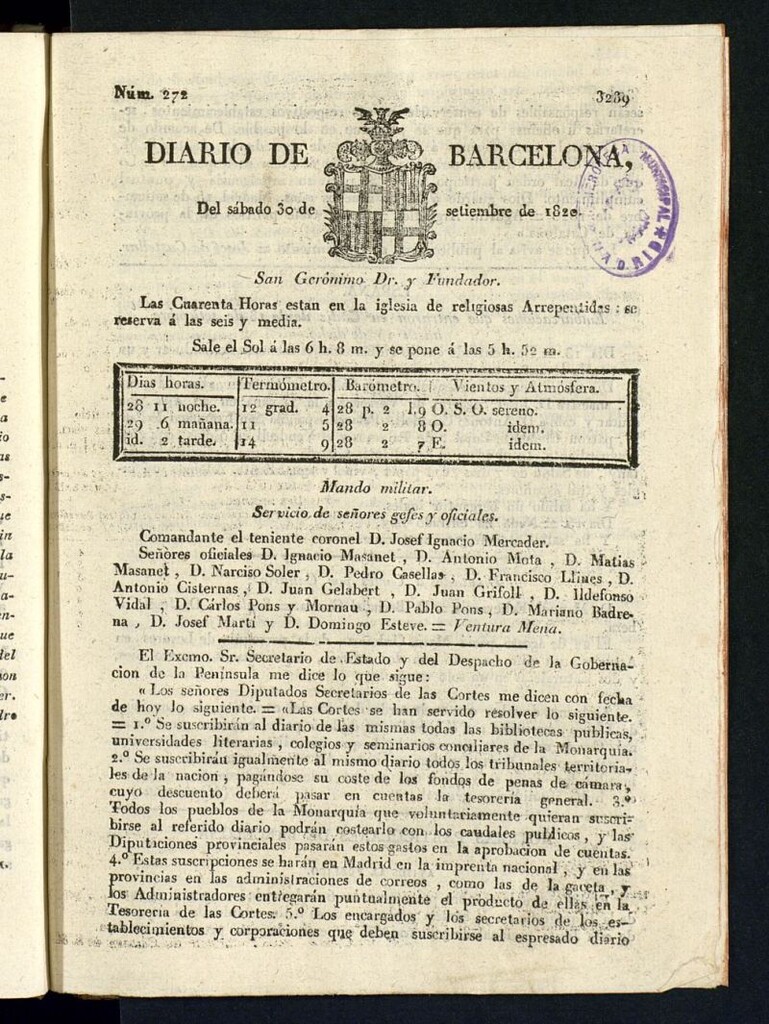 Núm. 272 3239
DIARIO DE BARCELONA,
Del sábado 30 de setiembre de 1820.
San Gerónimo Dr. y Fundador.
Las Cuarenta Horas estan en la iglesia de religiosas Arrepentidas : se
reserva á las seis y media.
Sale el Sol á las 6 h. 8 m. y se pone á las 5 h. 52 m.
Dias horas. Termómetro. Barómetro. Vientos y Atmósfera.
28 11 noche. 12 grad. 4 28 p. 2 l. 9 O. S. O. sereno.
29 6 mañana. 11 5 28 2 8 O. idem.
id. 2 tarde. 14 9 28 2 7 E. idem.
Mando militar.
Servicio de señores gefes y oficiales.
Comandante el teniente coronel D. Josef Ignacio Mercader.
Señores oficiales D. Ignacio Masanet , D. Antonio Mota , D. Matias
Masanet , D. Narciso Soler , D. Pedro Casellas , D. Francisco Llines , D.
Antonio Cisternas , D. Juan Gelabert , D. Juan Grifoll , D. Ildefonso
Vidal , D. Cárlos Pons y Mornau , D. Pablo Pons , D. Mariano Badre-
na , D. Josef Martí y D. Domingo Esteve. = Ventura Mena.
El Excmo. Sr. Secretario de Estado y del Despacho de la Goberna-
cion de la Península me dice lo que sigue :
« Los señores Diputados Secretarios de las Cortes me dicen con fecha
de hoy lo siguiente. = «Las Cortes se han servido resolver lo siguiente.
= 1.º Se suscribirán al diario de las mismas todas las bibliotecas publicas,
universidades literarias , colegios y seminarios conciliares de la Monarquía.
2.º Se suscribirán igualmente al mismo diario todos los tribunales territoria-
les de la nacion ; pagándose su coste de los fondos de penas de cámara,
cuyo descuento deberá pasar en cuentas la tesorería general. 3.º
Todos los pueblos de la Monarquía que voluntariamente quieran suscri-
birse al referido diario podrán costearlo con los caudales publicos , y las
Diputaciones provinciales pasarán estos gastos en la aprobacion de cuentas.
4.º Estas suscripciones se harán en Madrid en la imprenta nacional , y en las
provincias en las administraciones de correos , como las de la gaceta , y
los Administradores entregarán puntualmente el producto de ellas en la
Tesorería de las Cortes. 5.º Los encargados y los secretarios de los es-
tablecimientos y corporaciones que deben suscribirse al espresado diario
MUNICIPAL
MADRID